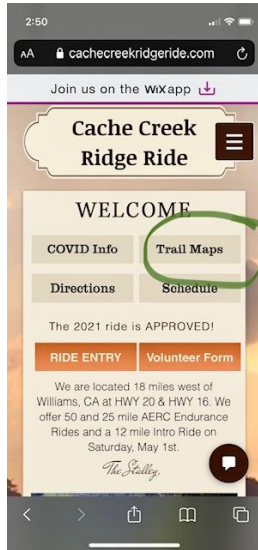 2:50
AA cachecreekridgeride.com
Join us on the WiX app
Cache Creek
Ridge Ride
WELCOME
COVID Info Trail Maps
Directions Schedule
The 2021 ride is APPROVED!
RIDE ENTRY Volunteer Form
We are located 18 miles west of
Williams, CA at HWY 20 & HWY 16. We
offer 50 and 25 mile AERC Endurance
Rides and a 12 mile Intro Ride on
Saturday, May 1st.